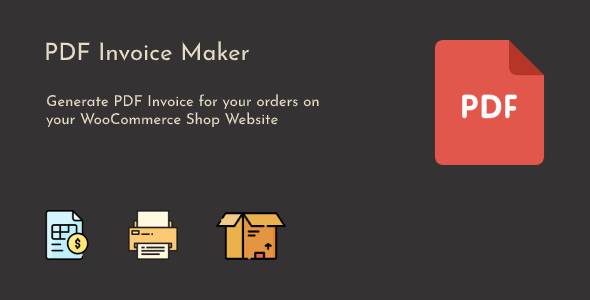 PDF Invoice Maker
Generate PDF Invoice for your orders on
your WooCommerce Shop Website
PDF
$